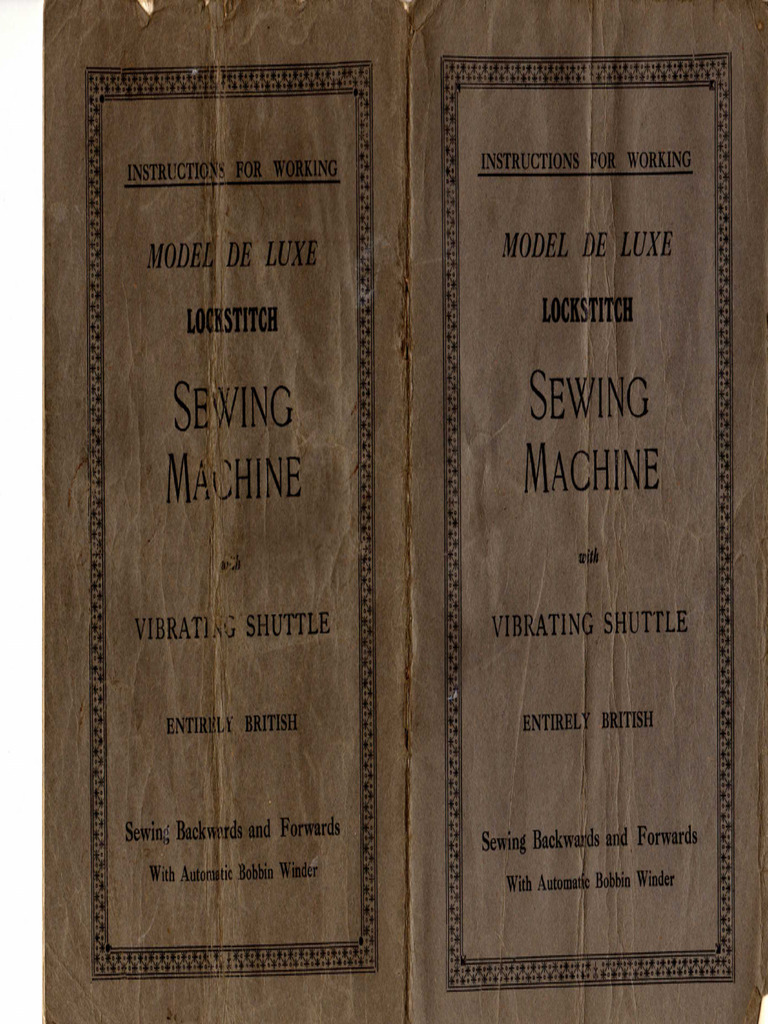 INSTRUCTIONS FOR WORKING
MODEL DE LUXE
LOCKSTITCH
SEWING
MACHINE
with
VIBRATING SHUTTLE
ENTIRELY BRITISH
Sewing Backwards and Forwards
With Automatic Bobbin Winder
INSTRUCTIONS FOR WORKING
MODEL DE LUXE
LOCKSTITCH
SEWING
MACHINE
with
VIBRATING SHUTTLE
ENTIRELY BRITISH
Sewing Backwards and Forwards
With Automatic Bobbin Winder